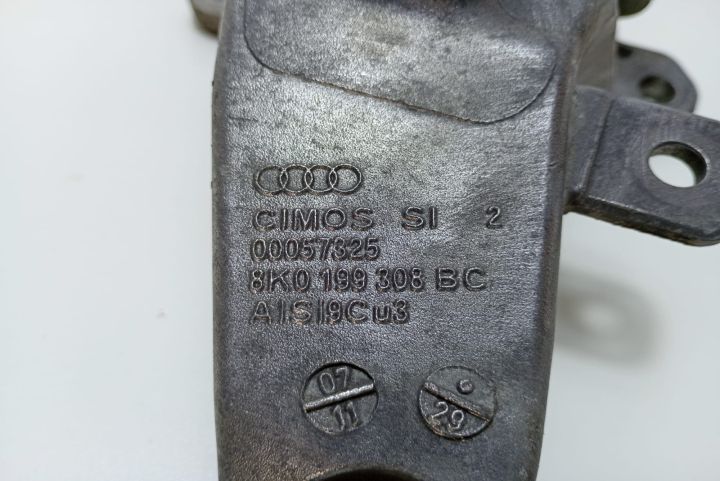 CIMOS SI 2
00057325
8K0 199 308 BC
AlSi9Cu3
07
11
29